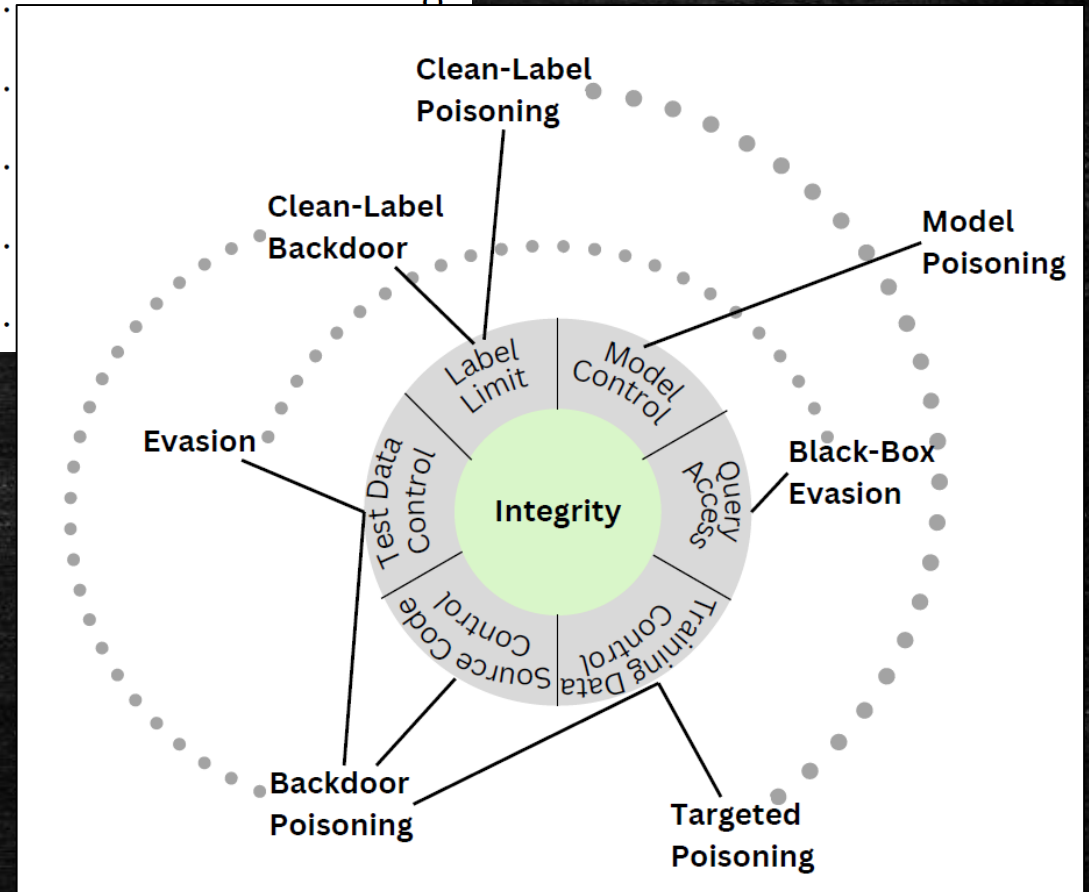 Clean-Label
Poisoning
Clean-Label
Backdoor
Model
Poisoning
Label
Limit
Model
Control
Evasion
Test Data
Control
Integrity
Query
Access
Black-Box
Evasion
Source Code
Control
Training Data
Control
Backdoor
Poisoning
Targeted
Poisoning